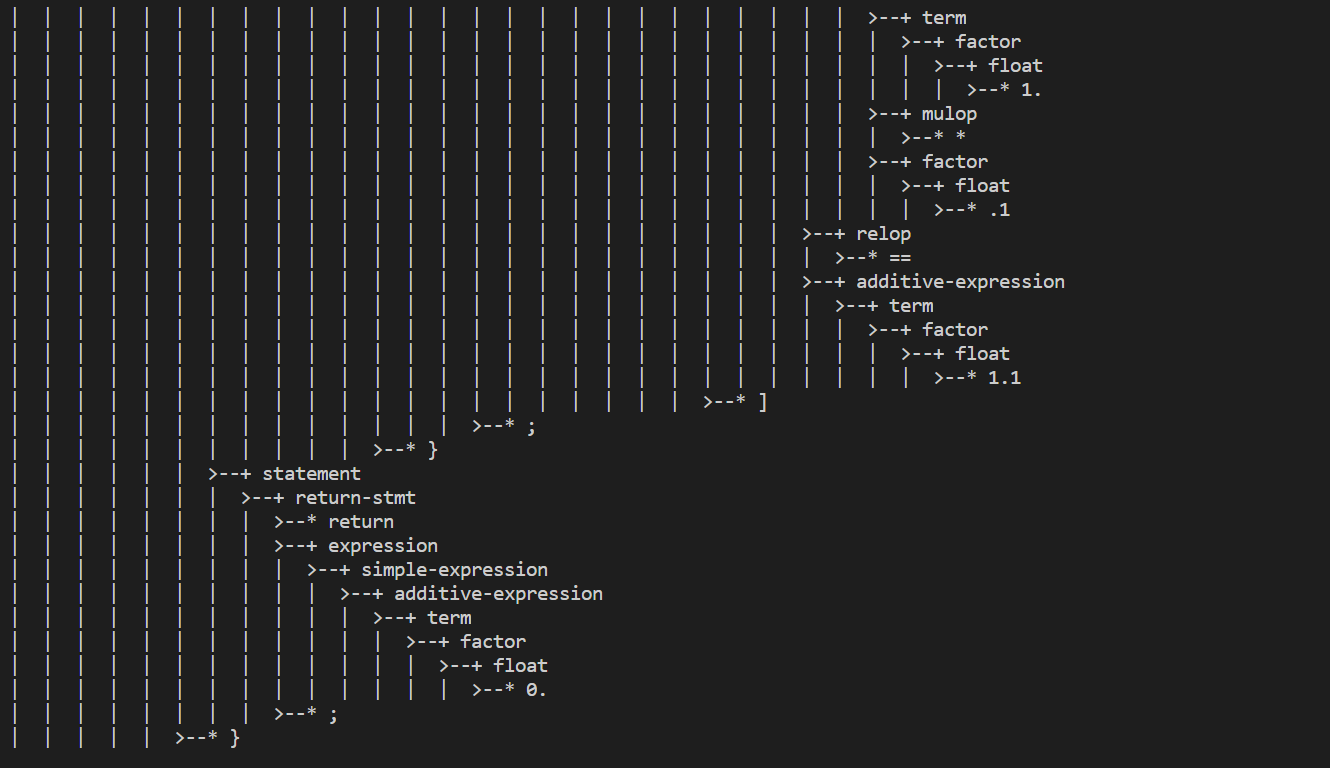 |  |  |  |  |  |  |  |  |  |  |  |  |  |  |  |  |  |  |  |  |  |  |  |  |  |  >--+ term
|  |  |  |  |  |  |  |  |  |  |  |  |  |  |  |  |  |  |  |  |  |  |  |  |  |  |  >--+ factor
|  |  |  |  |  |  |  |  |  |  |  |  |  |  |  |  |  |  |  |  |  |  |  |  |  |  |  |  >--+ float
|  |  |  |  |  |  |  |  |  |  |  |  |  |  |  |  |  |  |  |  |  |  |  |  |  |  |  |  |  >--* 1.
|  |  |  |  |  |  |  |  |  |  |  |  |  |  |  |  |  |  |  |  |  |  |  |  |  |  >--+ mulop
|  |  |  |  |  |  |  |  |  |  |  |  |  |  |  |  |  |  |  |  |  |  |  |  |  |  |  >--* *
|  |  |  |  |  |  |  |  |  |  |  |  |  |  |  |  |  |  |  |  |  |  |  |  |  |  >--+ factor
|  |  |  |  |  |  |  |  |  |  |  |  |  |  |  |  |  |  |  |  |  |  |  |  |  |  |  >--+ float
|  |  |  |  |  |  |  |  |  |  |  |  |  |  |  |  |  |  |  |  |  |  |  |  |  |  |  |  >--* .1
|  |  |  |  |  |  |  |  |  |  |  |  |  |  |  |  |  |  |  |  |  |  |  |  >--+ relop
|  |  |  |  |  |  |  |  |  |  |  |  |  |  |  |  |  |  |  |  |  |  |  |  |  >--* ==
|  |  |  |  |  |  |  |  |  |  |  |  |  |  |  |  |  |  |  |  |  |  |  |  >--+ additive-expression
|  |  |  |  |  |  |  |  |  |  |  |  |  |  |  |  |  |  |  |  |  |  |  |  |  >--+ term
|  |  |  |  |  |  |  |  |  |  |  |  |  |  |  |  |  |  |  |  |  |  |  |  |  |  >--+ factor
|  |  |  |  |  |  |  |  |  |  |  |  |  |  |  |  |  |  |  |  |  |  |  |  |  |  |  >--+ float
|  |  |  |  |  |  |  |  |  |  |  |  |  |  |  |  |  |  |  |  |  |  |  |  |  |  |  |  >--* 1.1
|  |  |  |  |  |  |  |  |  |  |  |  |  |  |  |  |  |  |  |  |  >--* ]
|  |  |  |  |  |  |  |  |  |  |  |  |  |  >--* ;
|  |  |  |  |  |  |  |  |  |  |  >--* }
|  |  |  |  |  |  >--+ statement
|  |  |  |  |  |  |  >--+ return-stmt
|  |  |  |  |  |  |  |  >--* return
|  |  |  |  |  |  |  |  >--+ expression
|  |  |  |  |  |  |  |  |  >--+ simple-expression
|  |  |  |  |  |  |  |  |  |  >--+ additive-expression
|  |  |  |  |  |  |  |  |  |  |  >--+ term
|  |  |  |  |  |  |  |  |  |  |  |  >--+ factor
|  |  |  |  |  |  |  |  |  |  |  |  |  >--+ float
|  |  |  |  |  |  |  |  |  |  |  |  |  |  >--* 0.
|  |  |  |  |  |  |  |  >--* ;
|  |  |  |  |  >--* }